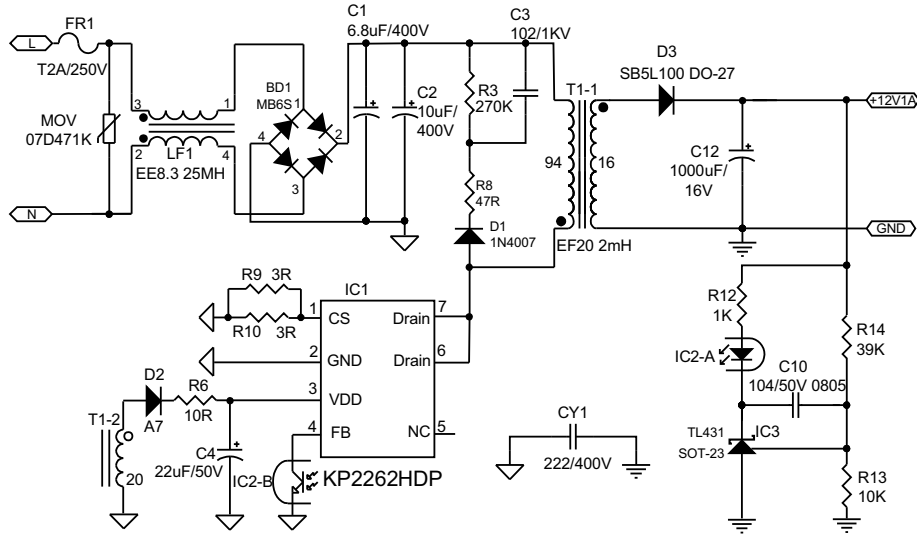 FR1
L
T2A/250V
MOV
07D471K
N
3
1
2
4
LF1
EE8.3 25MH
BD1
MB6S
1
4
2
3
C1
6.8uF/400V
C2
10uF/
400V
C3
102/1KV
R3
270K
R8
47R
D1
1N4007
T1-1
94
16
EF20 2mH
D3
SB5L100 DO-27
+12V1A
C12
1000uF/
16V
GND
R9 3R
R10 3R
IC1
1 CS
2 GND
3 VDD
4 FB
Drain 7
Drain 6
NC 5
KP2262HDP
D2
A7
R6
10R
T1-2
20
C4
22uF/50V
IC2-B
CY1
222/400V
R12
1K
IC2-A
R14
39K
C10
104/50V 0805
TL431
SOT-23
IC3
R13
10K